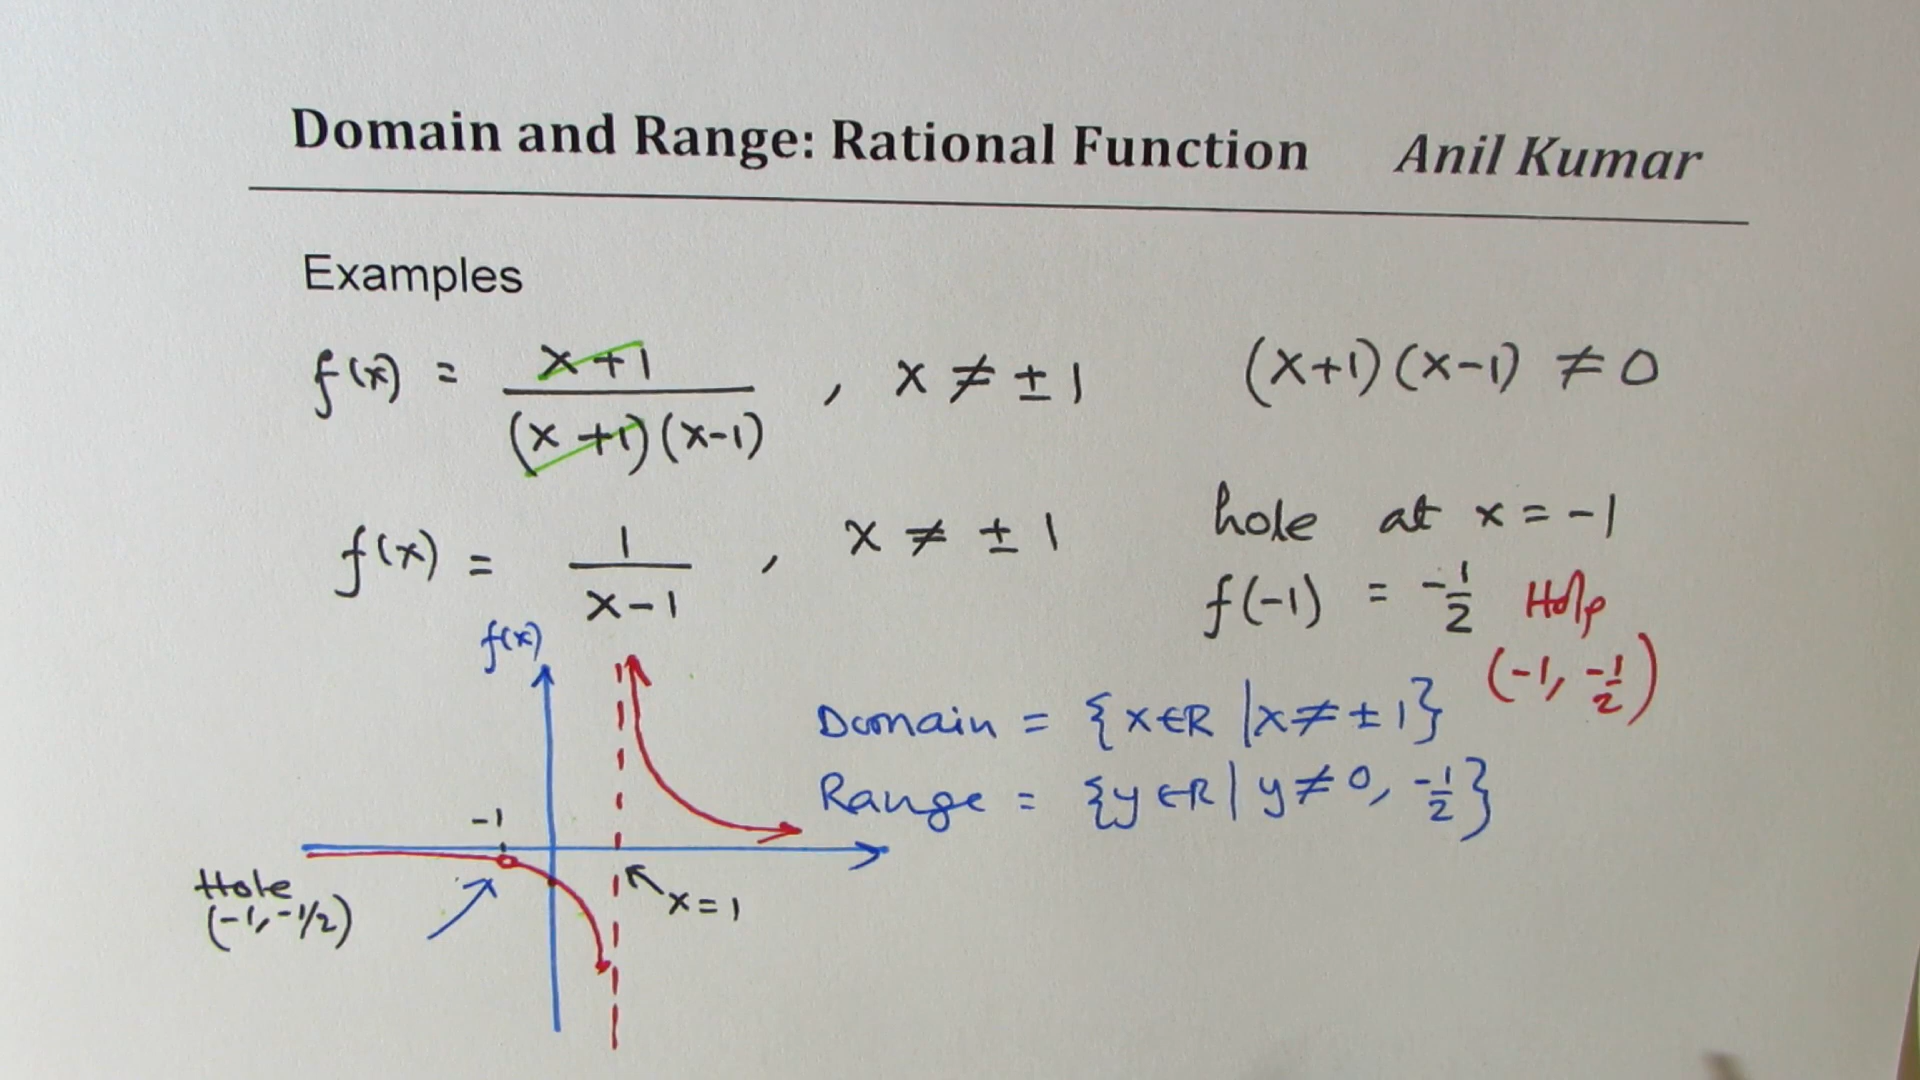 Domain and Range: Rational Function Anil Kumar
Examples
f(x) = x+1 / (x+1)(x-1) , x ≠ ±1 (x+1)(x-1) ≠ 0
f(x) = 1 / x-1 , x ≠ ±1
hole at x = -1
f(-1) = -1/2 Hole
(-1, -1/2)
f(x)
Domain = {x∈R | x ≠ ±1}
Range = {y∈R | y ≠ 0, -1/2}
-1
Hole
(-1, -1/2)
x = 1